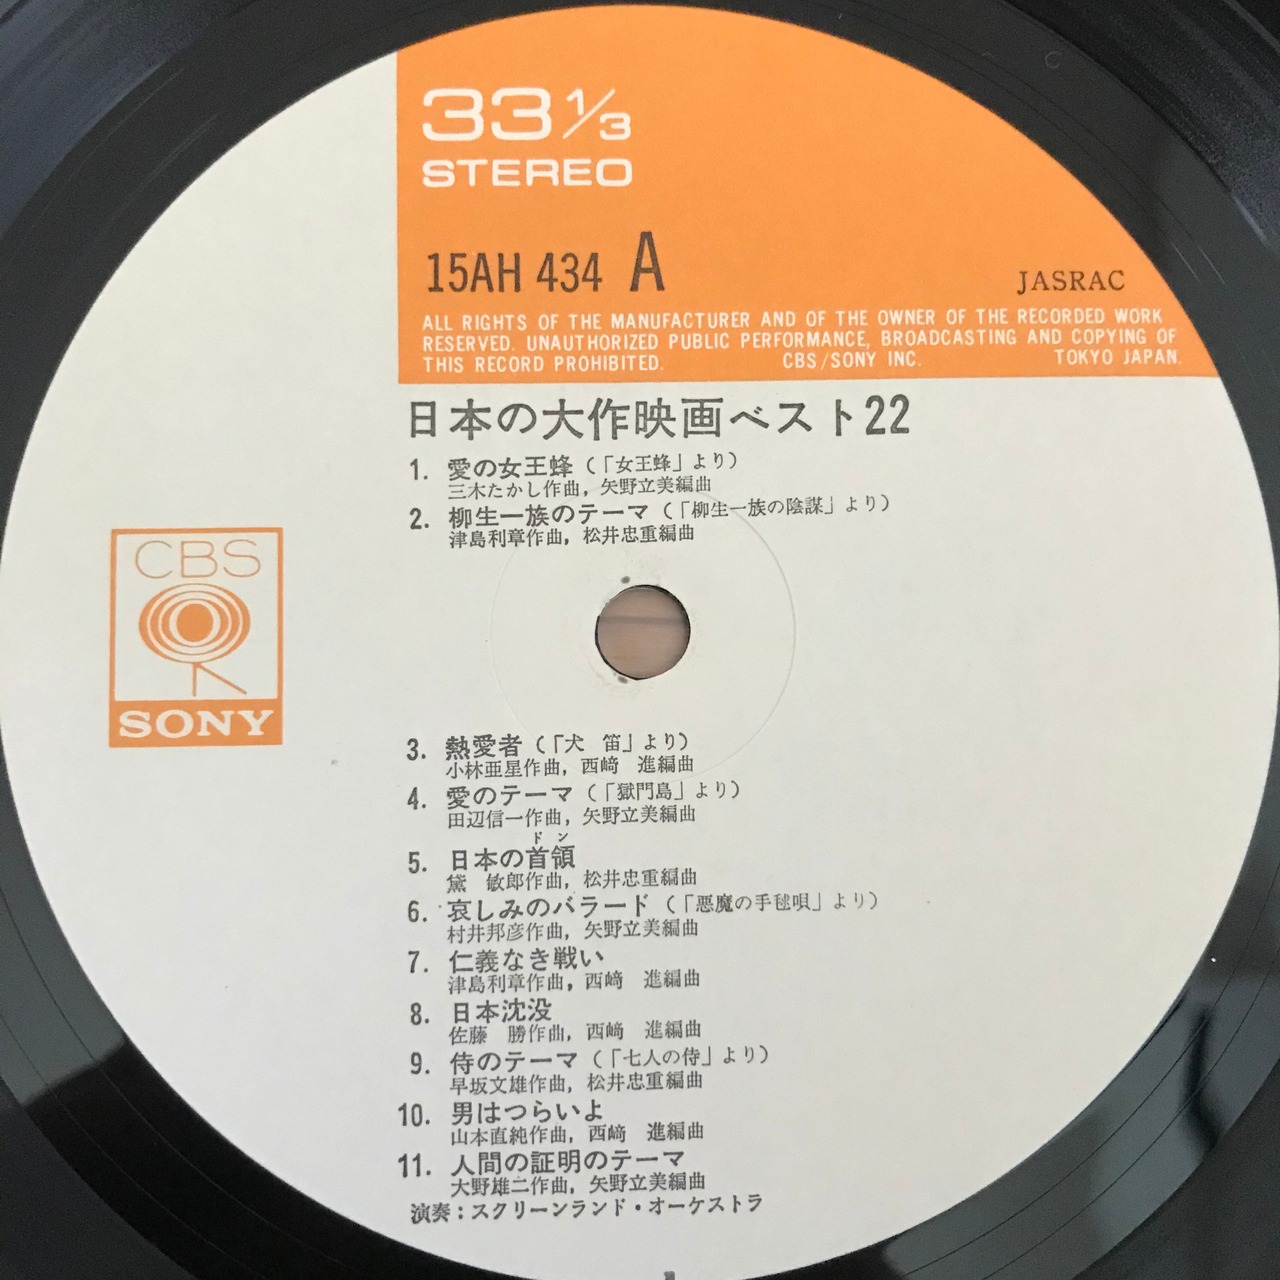 33 1/3
STEREO
15AH 434 A
JASRAC
ALL RIGHTS OF THE MANUFACTURER AND OF THE OWNER OF THE RECORDED WORK
RESERVED. UNAUTHORIZED PUBLIC PERFORMANCE, BROADCASTING AND COPYING OF
THIS RECORD PROHIBITED. CBS/SONY INC. TOKYO JAPAN.
日本の大作映画ベスト22
1. 愛の女王蜂 (「女王蜂」より)
三木たかし作曲, 矢野立美編曲
2. 柳生一族のテーマ (「柳生一族の陰謀」より)
津島利章作曲, 松井忠重編曲
CBS
SONY
3. 熱愛者 (「犬 笛」より)
小林亜星作曲, 西﨑 進編曲
4. 愛のテーマ (「獄門島」より)
田辺信一作曲, 矢野立美編曲
ドン
5. 日本の首領
黛 敏郎作曲, 松井忠重編曲
6. 哀しみのバラード (「悪魔の手毬唄」より)
村井邦彦作曲, 矢野立美編曲
7. 仁義なき戦い
津島利章作曲, 西﨑 進編曲
8. 日本沈没
佐藤 勝作曲, 西﨑 進編曲
9. 侍のテーマ (「七人の侍」より)
早坂文雄作曲, 松井忠重編曲
10. 男はつらいよ
山本直純作曲, 西﨑 進編曲
11. 人間の証明のテーマ
大野雄二作曲, 矢野立美編曲
演奏：スクリーンランド・オーケストラ